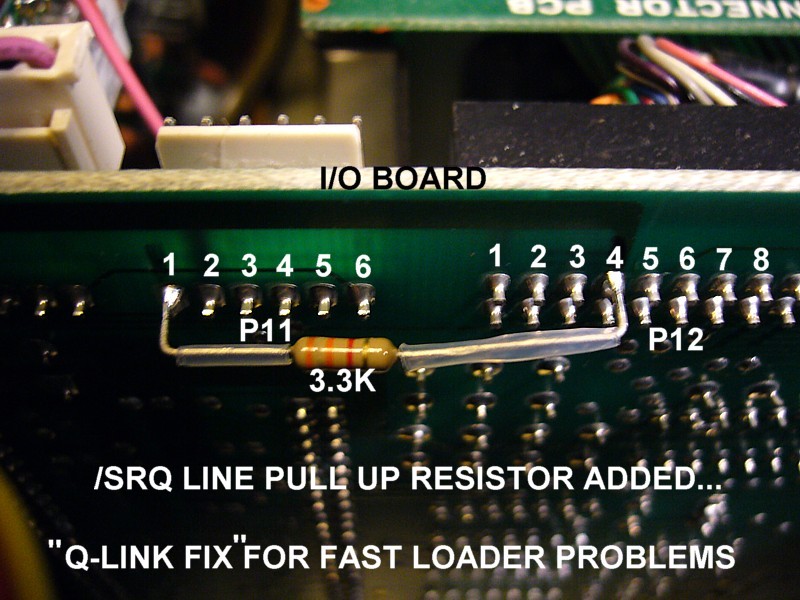 NNECTOR PCB
I/O BOARD
1 2 3 4 5 6
1 2 3 4 5 6 7 8
P11
P12
3.3K
/SRQ LINE PULL UP RESISTOR ADDED...
"Q-LINK FIX" FOR FAST LOADER PROBLEMS